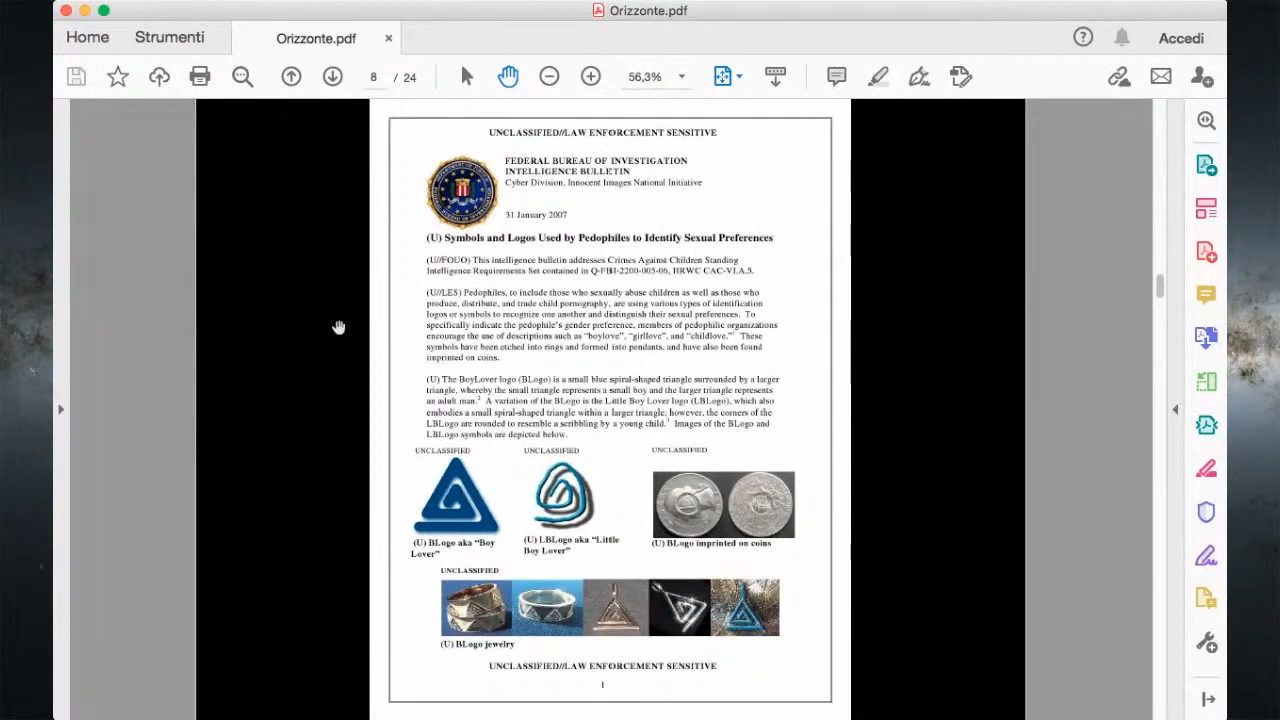 Orizzonte.pdf
Home
Strumenti
Orizzonte.pdf
Accedi
8 / 24
56,3%
UNCLASSIFIED//LAW ENFORCEMENT SENSITIVE
FEDERAL BUREAU OF INVESTIGATION
INTELLIGENCE BULLETIN
Cyber Division, Innocent Images National Initiative
31 January 2007
(U) Symbols and Logos Used by Pedophiles to Identify Sexual Preferences
(U//FOUO) This intelligence bulletin addresses Crimes Against Children Standing
Intelligence Requirements Set contained in Q-FBI-2200-005-06, HRWC CAC-VI.A.5.
(U//LES) Pedophiles, to include those who sexually abuse children as well as those who
produce, distribute, and trade child pornography, are using various types of identification
logos or symbols to recognize one another and distinguish their sexual preferences. To
specifically indicate the pedophile's gender preference, members of pedophilic organizations
encourage the use of descriptions such as “boylove”, “girllove”, and “childlove.” These
symbols have been etched into rings and formed into pendants, and have also been found
imprinted on coins.
(U) The BoyLover logo (BLogo) is a small blue spiral-shaped triangle surrounded by a larger
triangle, whereby the small triangle represents a small boy and the larger triangle represents
an adult man.2 A variation of the BLogo is the Little Boy Lover logo (LBLogo), which also
embodies a small spiral-shaped triangle within a larger triangle; however, the corners of the
LBLogo are rounded to resemble a scribbling by a young child.3 Images of the BLogo and
LBLogo symbols are depicted below.
UNCLASSIFIED
UNCLASSIFIED
UNCLASSIFIED
(U) BLogo aka “Boy
Lover”
(U) LBLogo aka “Little
Boy Lover”
(U) BLogo imprinted on coins
UNCLASSIFIED
(U) BLogo jewelry
UNCLASSIFIED//LAW ENFORCEMENT SENSITIVE
1